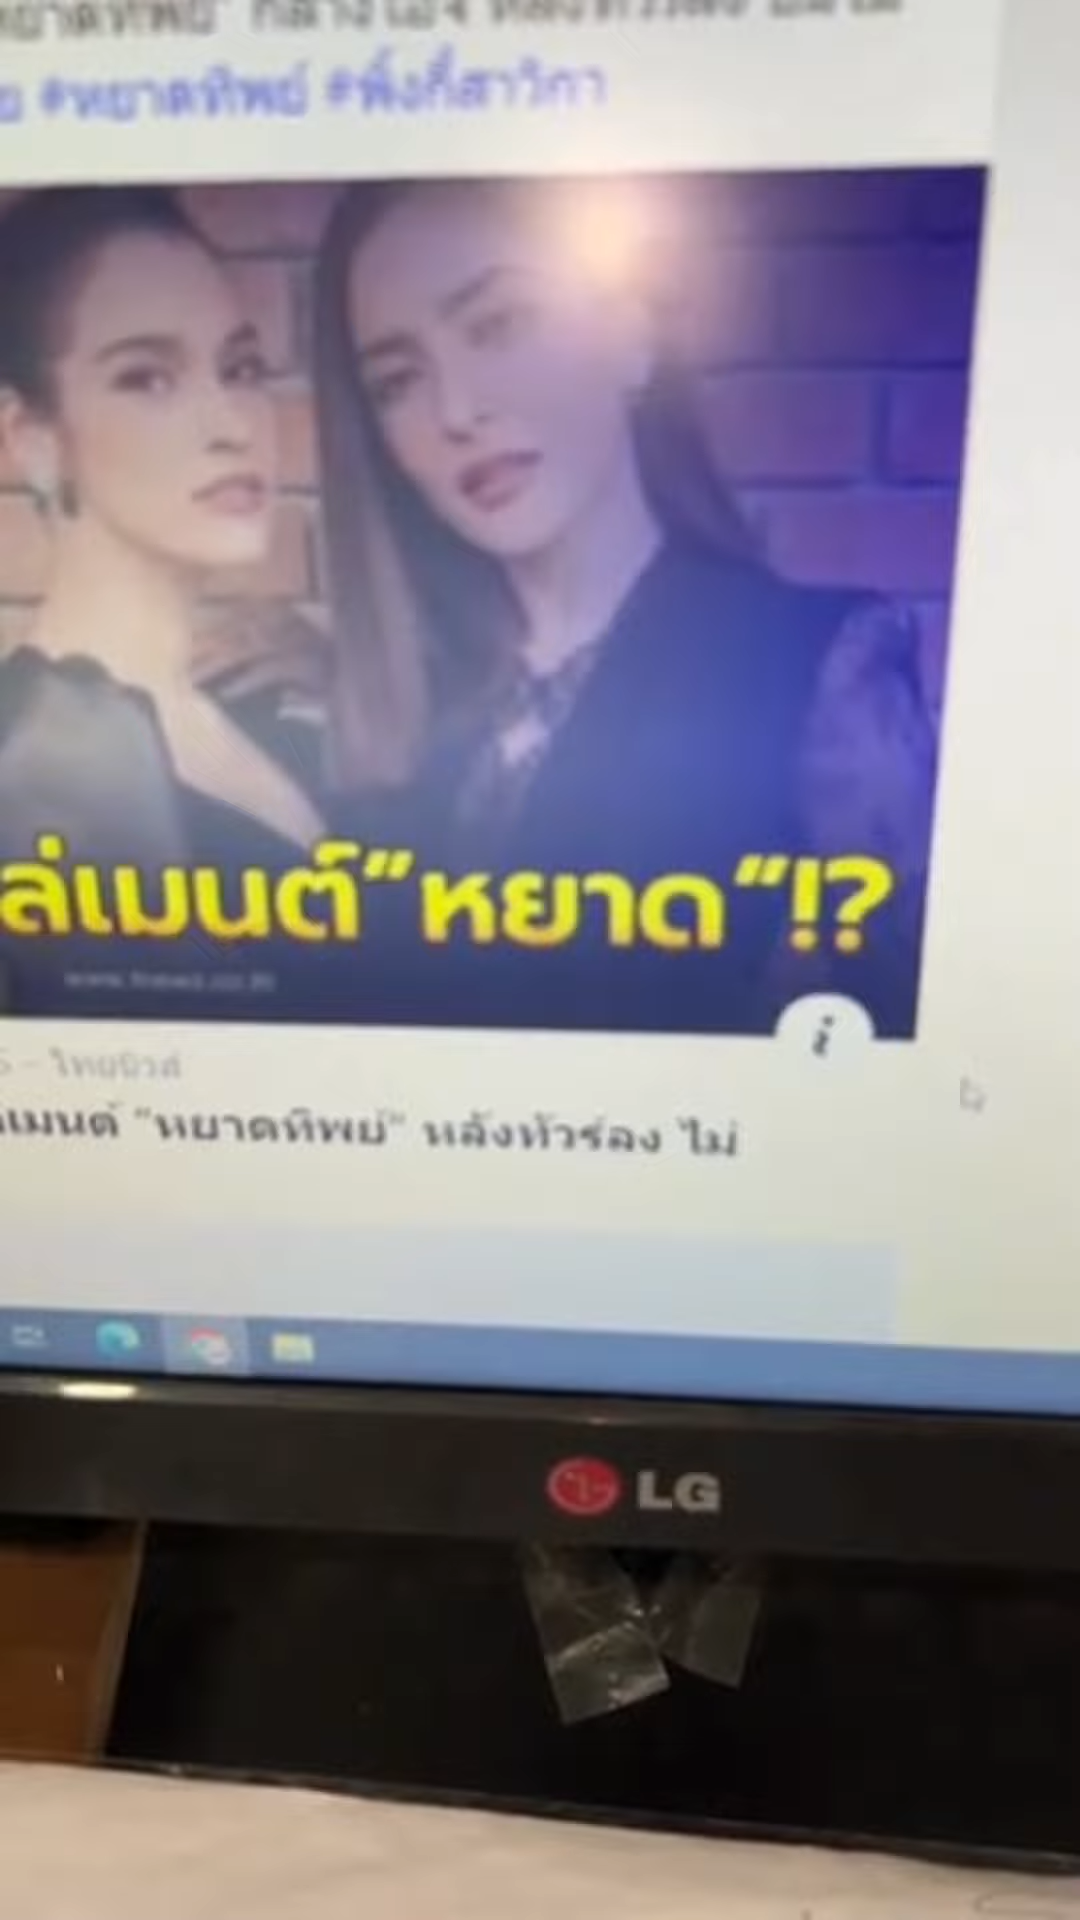 #หยาดทิพย์ #พิ้งกี้สาวิกา
ล่เมนต์"หยาด"!?
- ไทยนิวส์
เมนต์ "หยาดทิพย์" หลังทัวร์ลง ไม่
LG